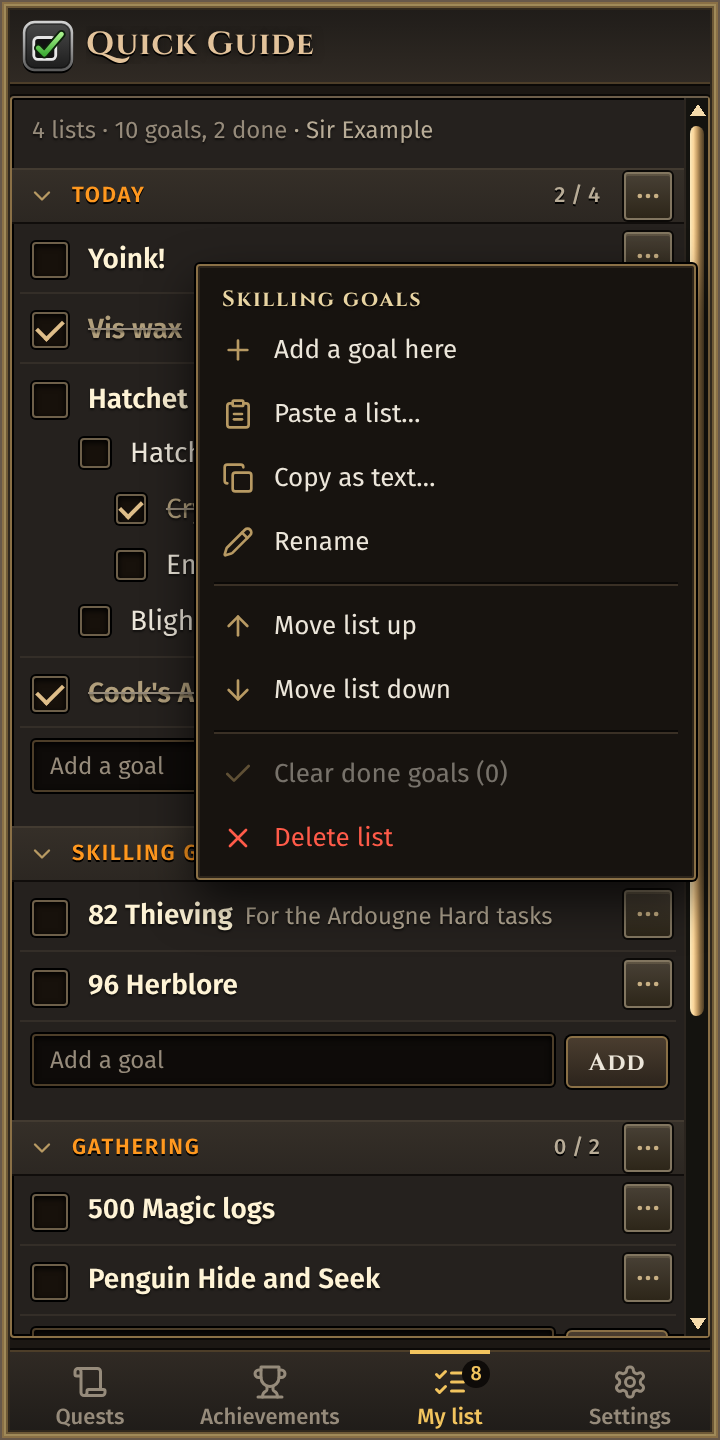 Quick Guide
4 lists · 10 goals, 2 done · Sir Example
TODAY 2 / 4
Yoink!
Vis wax
Hatchet
Skilling goals
Add a goal here
Paste a list...
Copy as text...
Rename
Move list up
Move list down
Clear done goals (0)
Delete list
Cook's A
Add a goal
SKILLING G
82 Thieving For the Ardougne Hard tasks
96 Herblore
Add a goal
Add
GATHERING 0 / 2
500 Magic logs
Penguin Hide and Seek
Quests
Achievements
My list 8
Settings